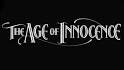 THE AGE OF INNOCENCE